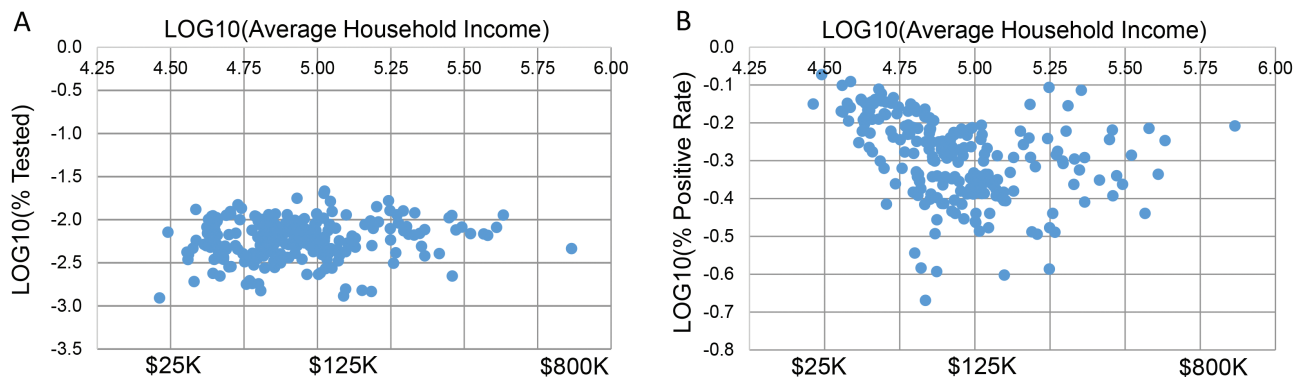 A
LOG10(Average Household Income)
0.0
4.25 4.50 4.75 5.00 5.25 5.50 5.75 6.00
-0.5
-1.0
-1.5
-2.0
-2.5
-3.0
-3.5
LOG10(% Tested)
$25K $125K $800K
B
LOG10(Average Household Income)
0.0
4.25 4.50 4.75 5.00 5.25 5.50 5.75 6.00
-0.1
-0.2
-0.3
-0.4
-0.5
-0.6
-0.7
-0.8
LOG10(% Positive Rate)
$25K $125K $800K